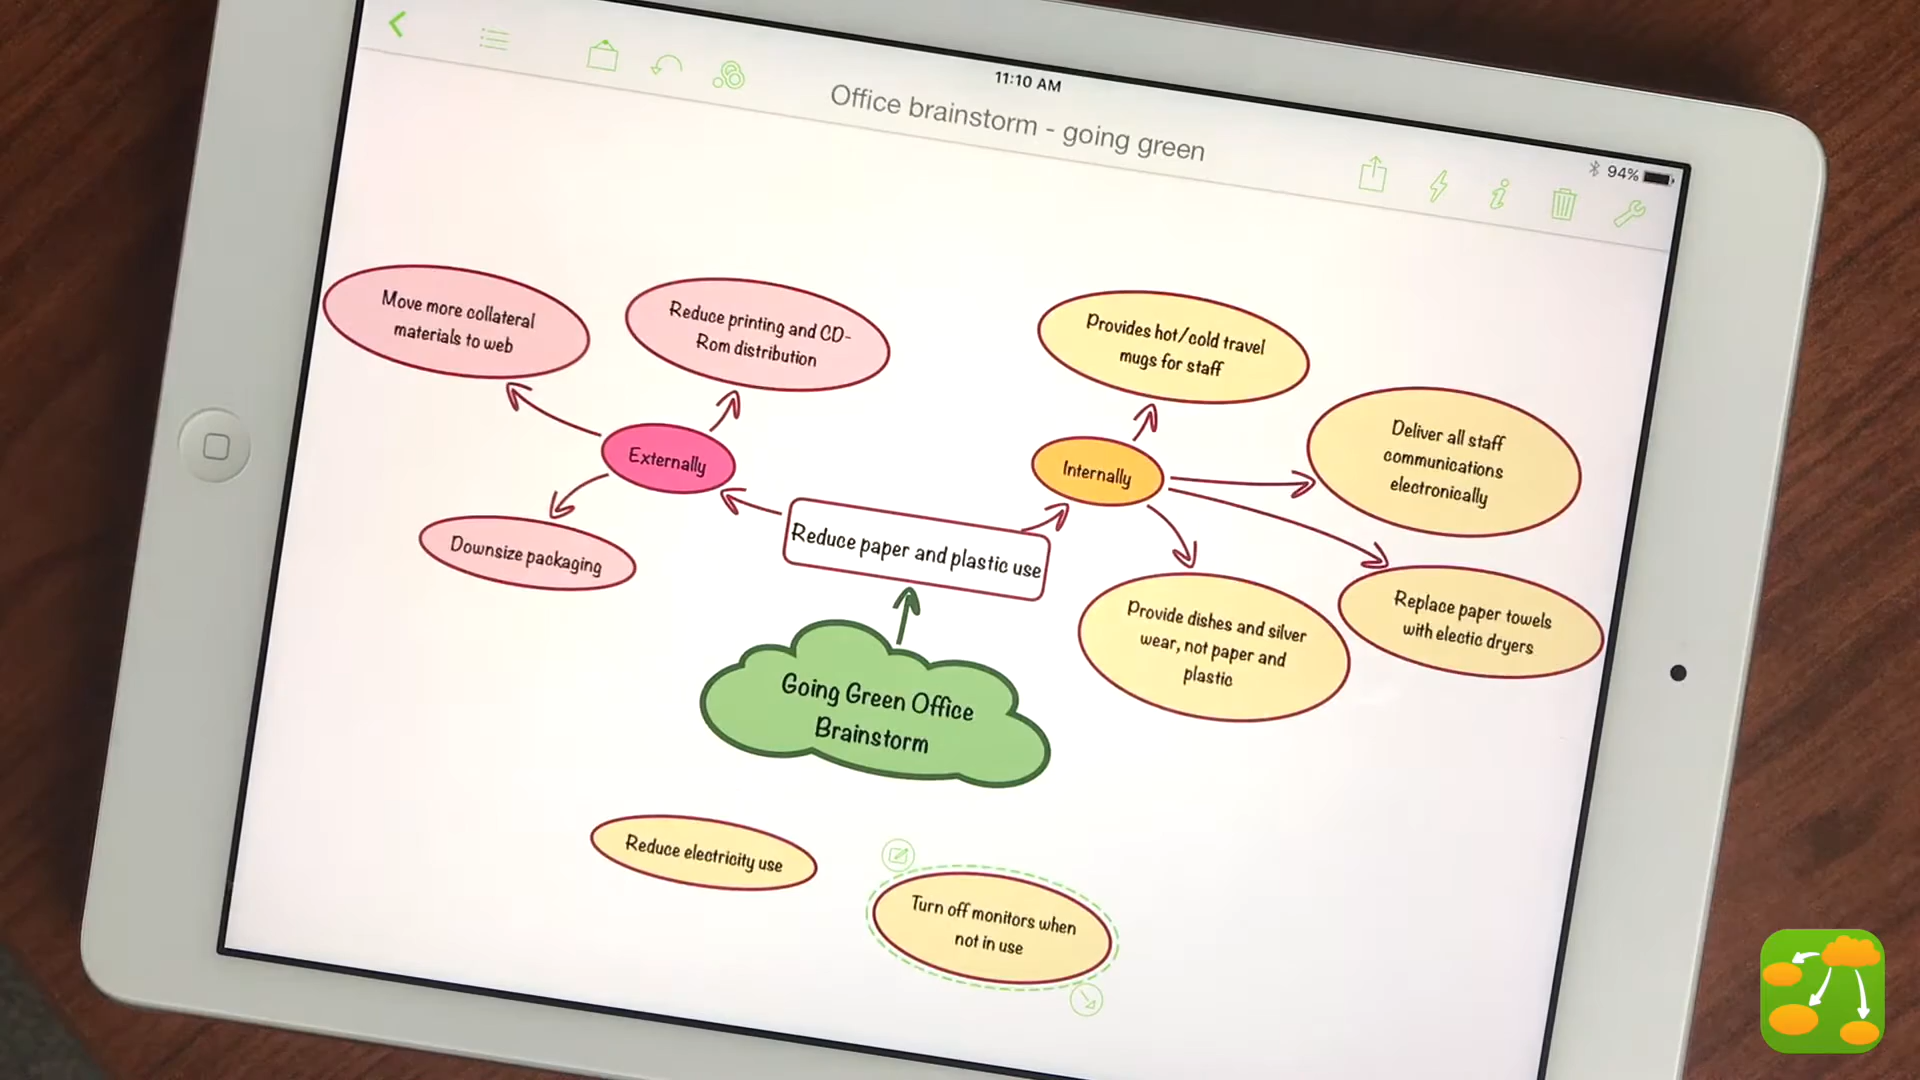 11:10 AM
Office brainstorm - going green
94%
Move more collateral
materials to web
Reduce printing and CD-
Rom distribution
Provides hot/cold travel
mugs for staff
Deliver all staff
communications
electronically
Externally
Internally
Reduce paper and plastic use
Downsize packaging
Provide dishes and silver
wear, not paper and
plastic
Replace paper towels
with electic dryers
Going Green Office
Brainstorm
Reduce electricity use
Turn off monitors when
not in use